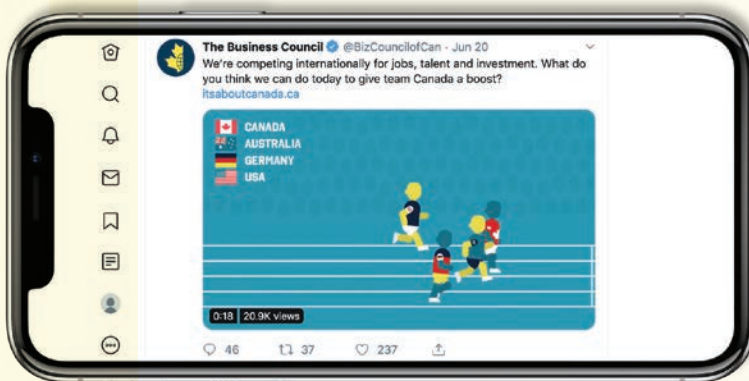 The Business Council @BizCouncilofCan · Jun 20
We're competing internationally for jobs, talent and investment. What do
you think we can do today to give team Canada a boost?
itsaboutcanada.ca
CANADA
AUSTRALIA
GERMANY
USA
0:18 20.9K views
46 37 237